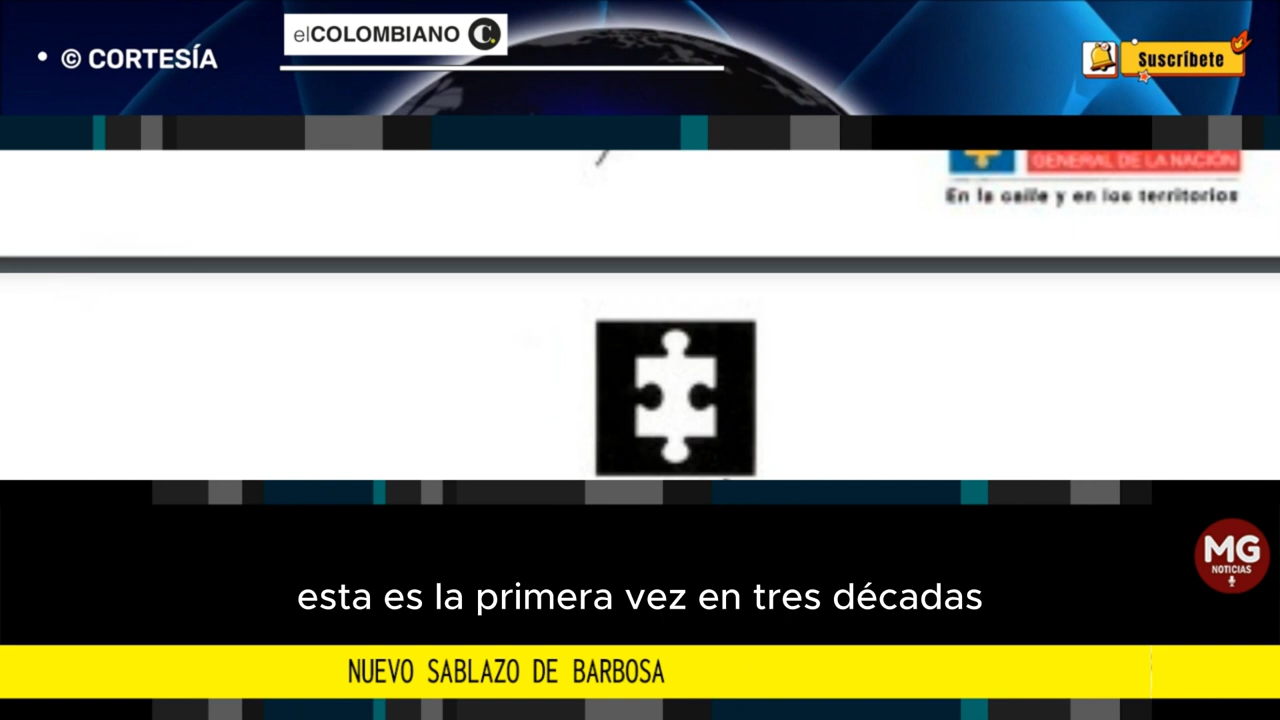 • © CORTESÍA
elCOLOMBIANO C.
Suscríbete
GENERAL DE LA NACIÓN
En la calle y en los territorios
MG
NOTICIAS
esta es la primera vez en tres décadas
NUEVO SABLAZO DE BARBOSA